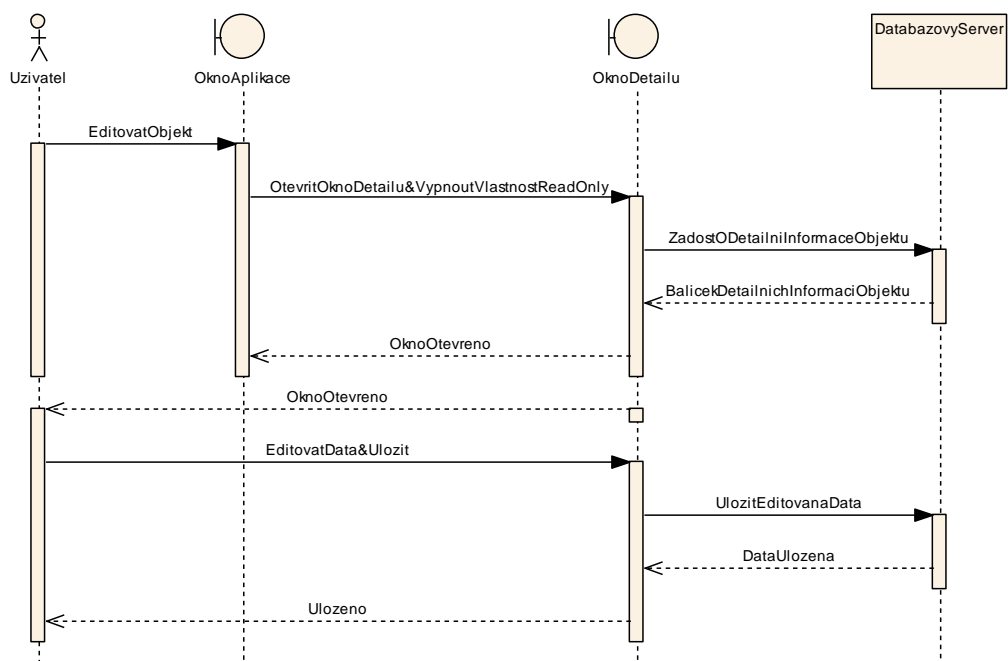 DatabazovyServer
Uzivatel
OknoAplikace
OknoDetailu
EditovatObjekt
OtevritOknoDetailu&VypnoutVlastnostReadOnly
ZadostODetailniInformaceObjektu
BalicekDetailnichInformaciObjektu
OknoOtevreno
OknoOtevreno
EditovatData&Ulozit
UlozitEditovanaData
DataUlozena
Ulozeno